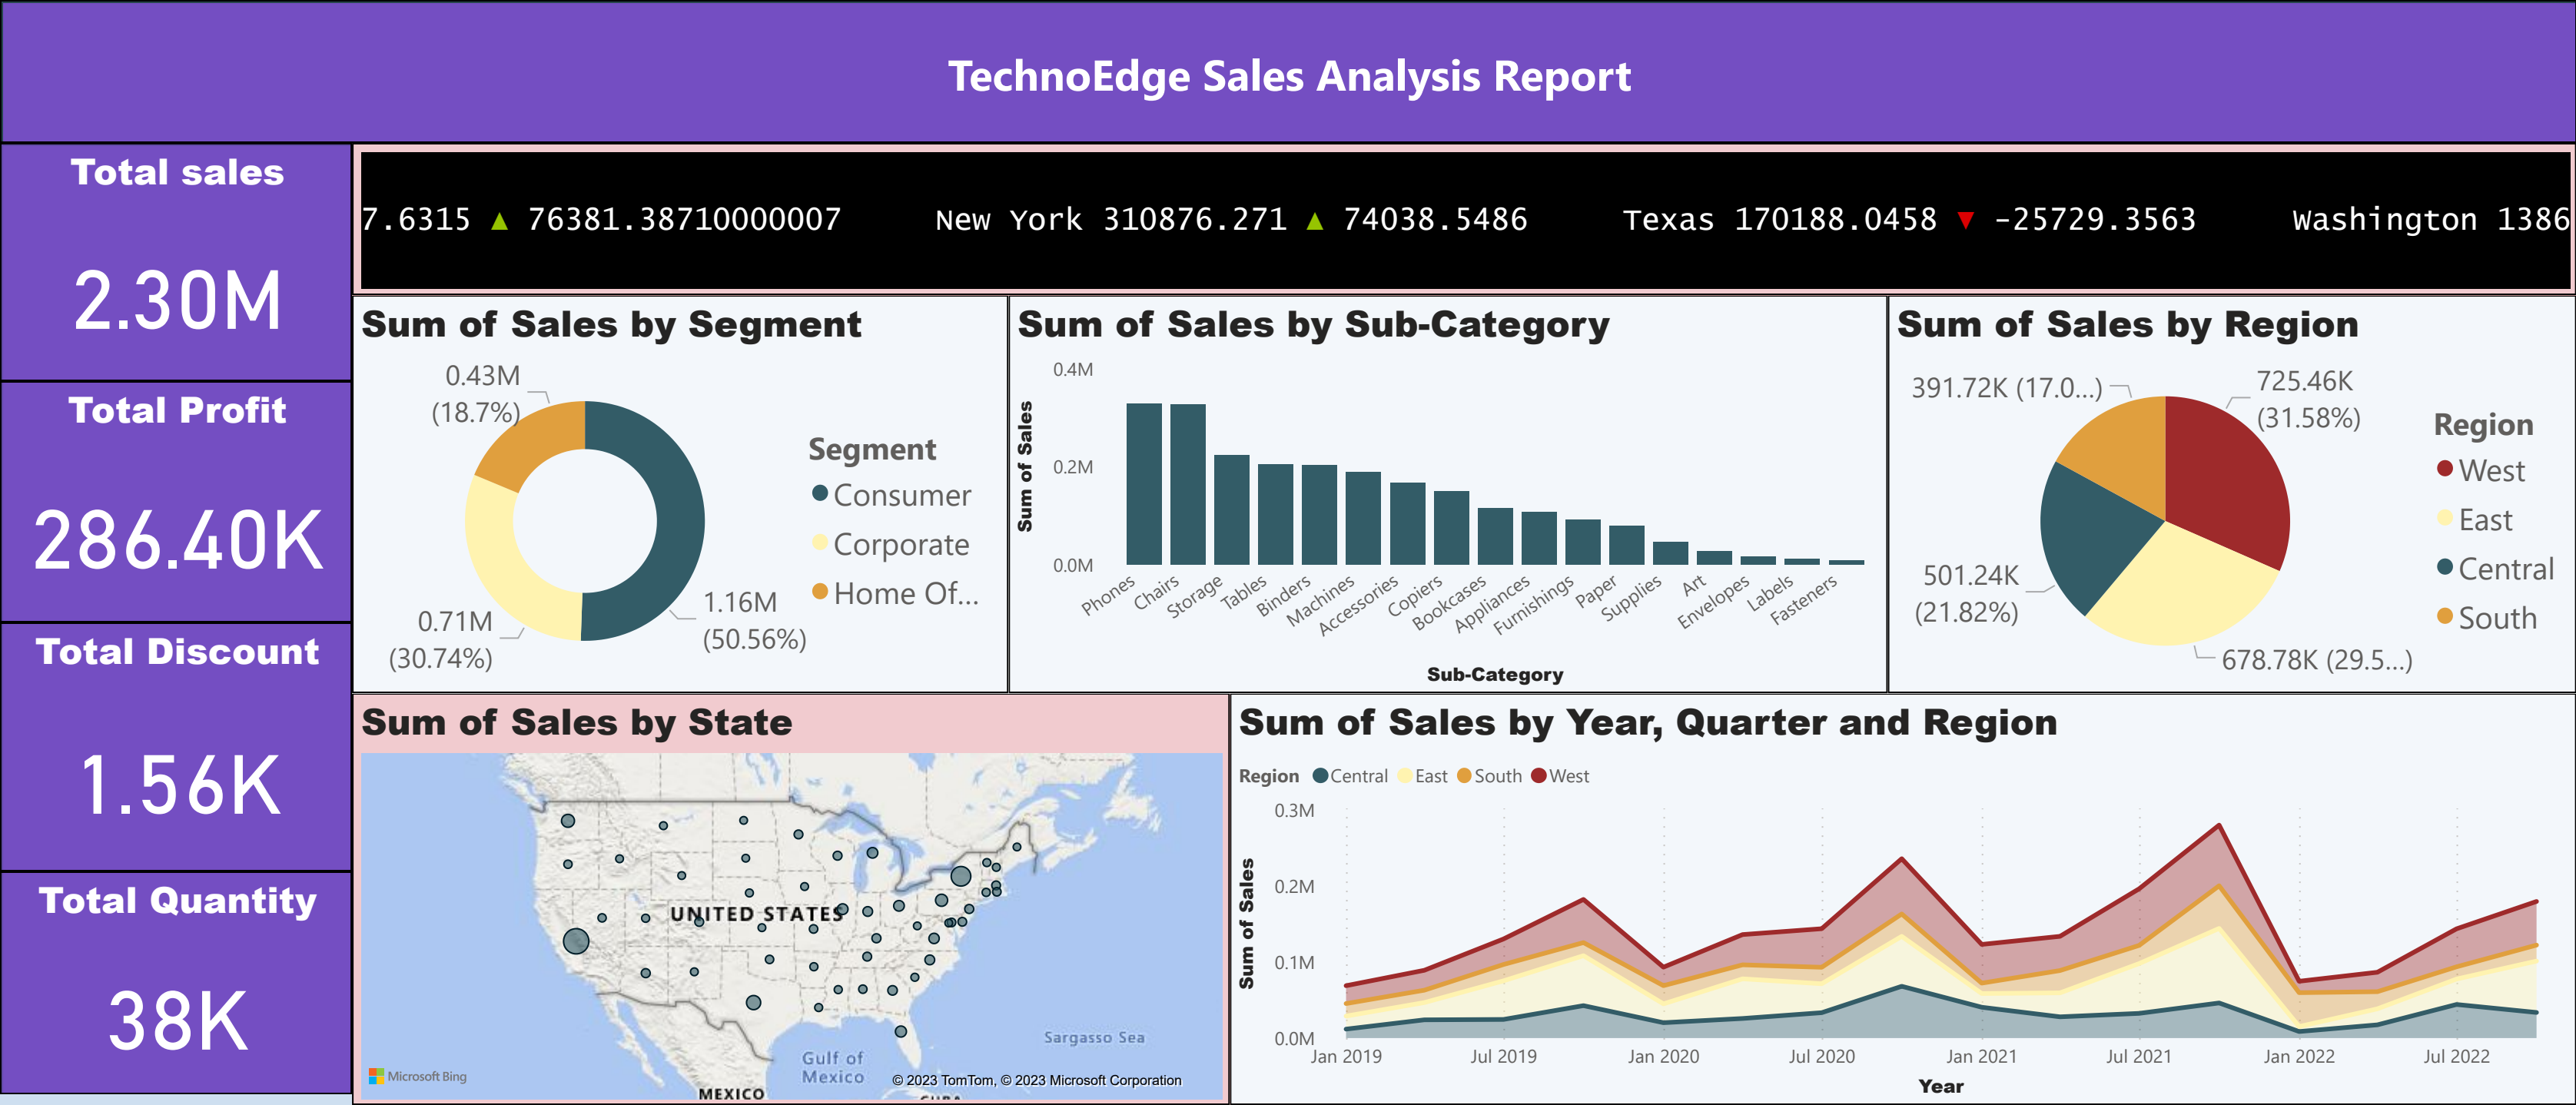 TechnoEdge Sales Analysis Report
Total sales
2.30M
Total Profit
286.40K
Total Discount
1.56K
Total Quantity
38K
7.6315 ▲ 76381.38710000007 New York 310876.271 ▲ 74038.5486 Texas 170188.0458 ▼ -25729.3563 Washington 1386
Sum of Sales by Segment
0.43M
(18.7%)
0.71M
(30.74%)
1.16M
(50.56%)
Segment
Consumer
Corporate
Home Of...
Sum of Sales by Sub-Category
Sum of Sales
0.4M
0.2M
0.0M
Phones
Chairs
Storage
Tables
Binders
Machines
Accessories
Copiers
Bookcases
Appliances
Furnishings
Paper
Supplies
Art
Envelopes
Labels
Fasteners
Sub-Category
Sum of Sales by Region
391.72K (17.0...)
725.46K
(31.58%)
501.24K
(21.82%)
678.78K (29.5...)
Region
West
East
Central
South
Sum of Sales by State
UNITED STATES
Sargasso Sea
Gulf of
Mexico
MEXICO
Microsoft Bing
© 2023 TomTom, © 2023 Microsoft Corporation
Sum of Sales by Year, Quarter and Region
Region Central East South West
Sum of Sales
0.3M
0.2M
0.1M
0.0M
Jan 2019 Jul 2019 Jan 2020 Jul 2020 Jan 2021 Jul 2021 Jan 2022 Jul 2022
Year